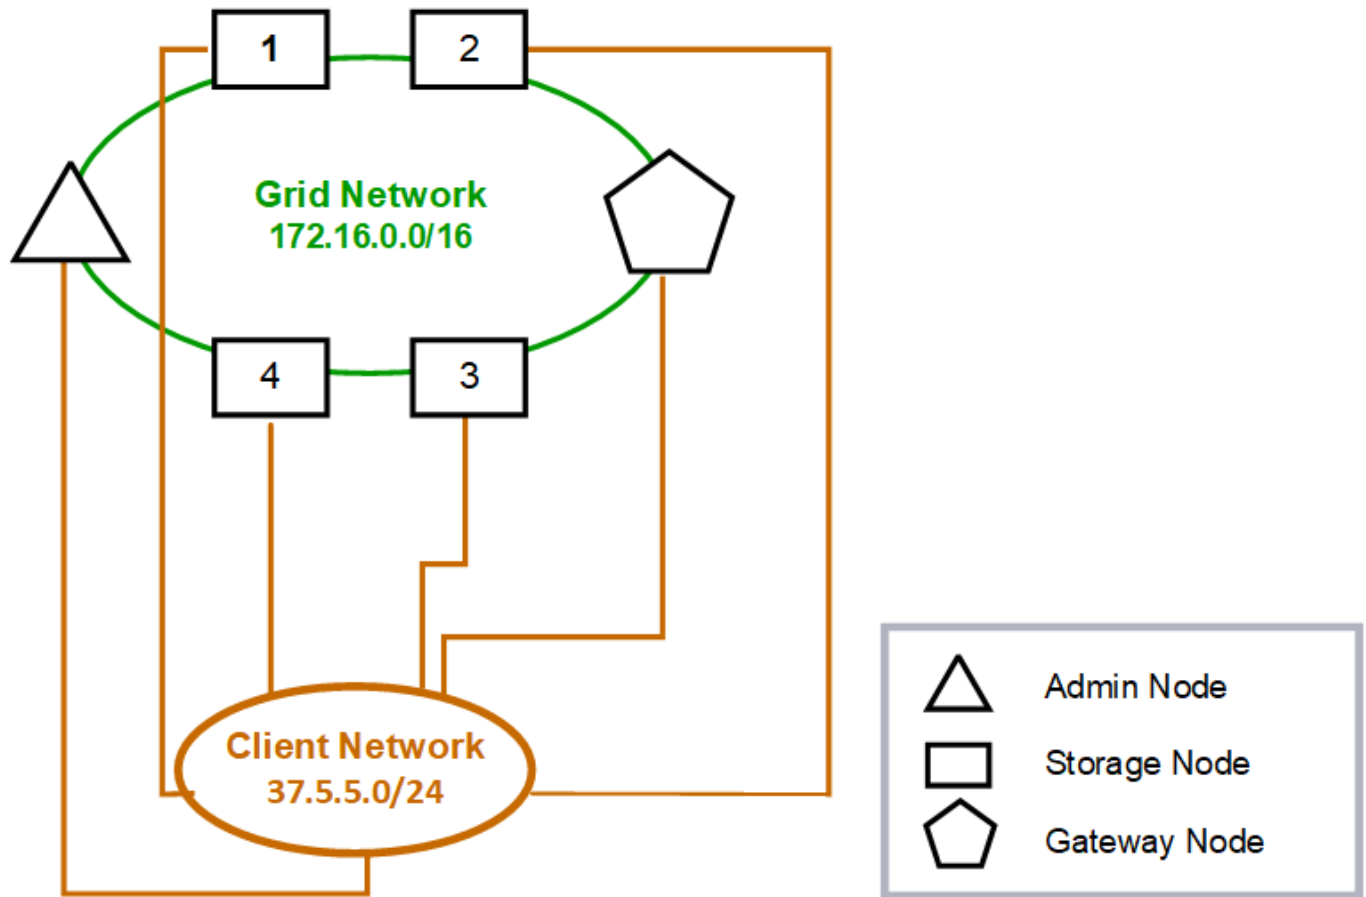 1
2
Grid Network
172.16.0.0/16
4
3
Client Network
37.5.5.0/24
Admin Node
Storage Node
Gateway Node